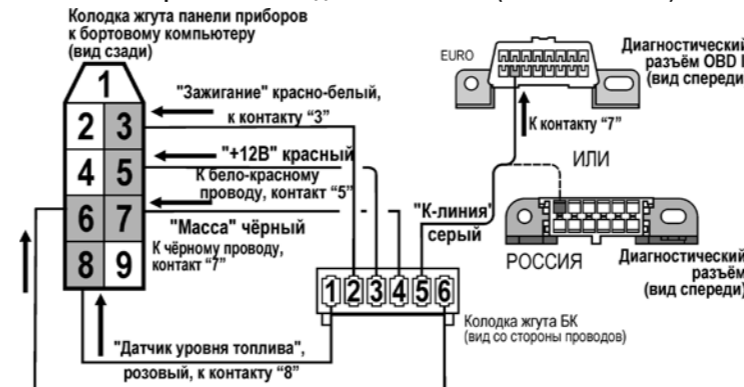 Колодка жгута панели приборов
к бортовому компьютеру
(вид сзади)
1
2 3
4 5
6 7
8 9
"Зажигание" красно-белый,
к контакту “3”
"+12В" красный
К бело-красному
проводу, контакт “5”
"Масса" чёрный
К чёрному проводу,
контакт “7”
"Датчик уровня топлива",
розовый, к контакту “8”
1 2 3 4 5 6
Колодка жгута БК
(вид со стороны проводов)
"К-линия"
серый
EURO
Диагностический
разъём OBD I
(вид спереди)
К контакту “7”
ИЛИ
РОССИЯ
Диагностический
разъём
(вид спереди)